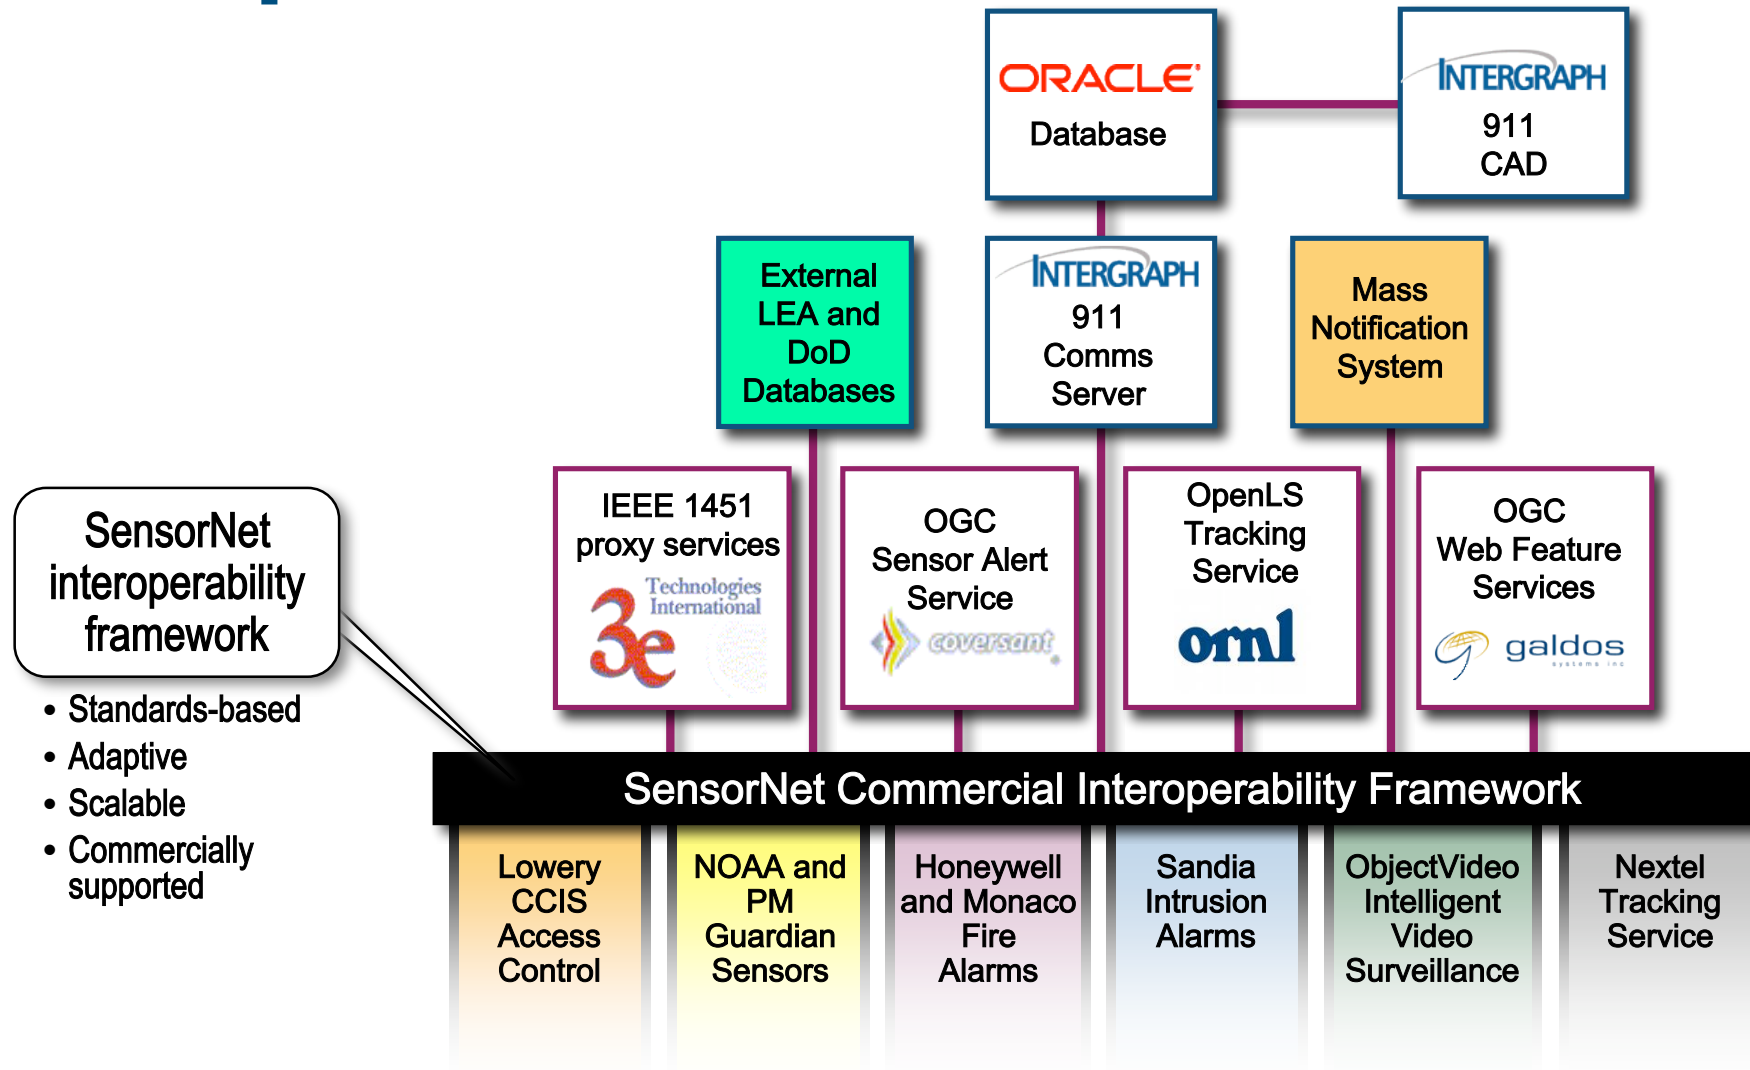 ORACLE
Database
INTERGRAPH
911
CAD
External
LEA and
DoD
Databases
INTERGRAPH
911
Comms
Server
Mass
Notification
System
IEEE 1451
proxy services
3e Technologies
International
OGC
Sensor Alert
Service
coversant
OpenLS
Tracking
Service
ornl
OGC
Web Feature
Services
galdos
systems inc
SensorNet
interoperability
framework
• Standards-based
• Adaptive
• Scalable
• Commercially
supported
SensorNet Commercial Interoperability Framework
Lowery
CCIS
Access
Control
NOAA and
PM
Guardian
Sensors
Honeywell
and Monaco
Fire
Alarms
Sandia
Intrusion
Alarms
ObjectVideo
Intelligent
Video
Surveillance
Nextel
Tracking
Service